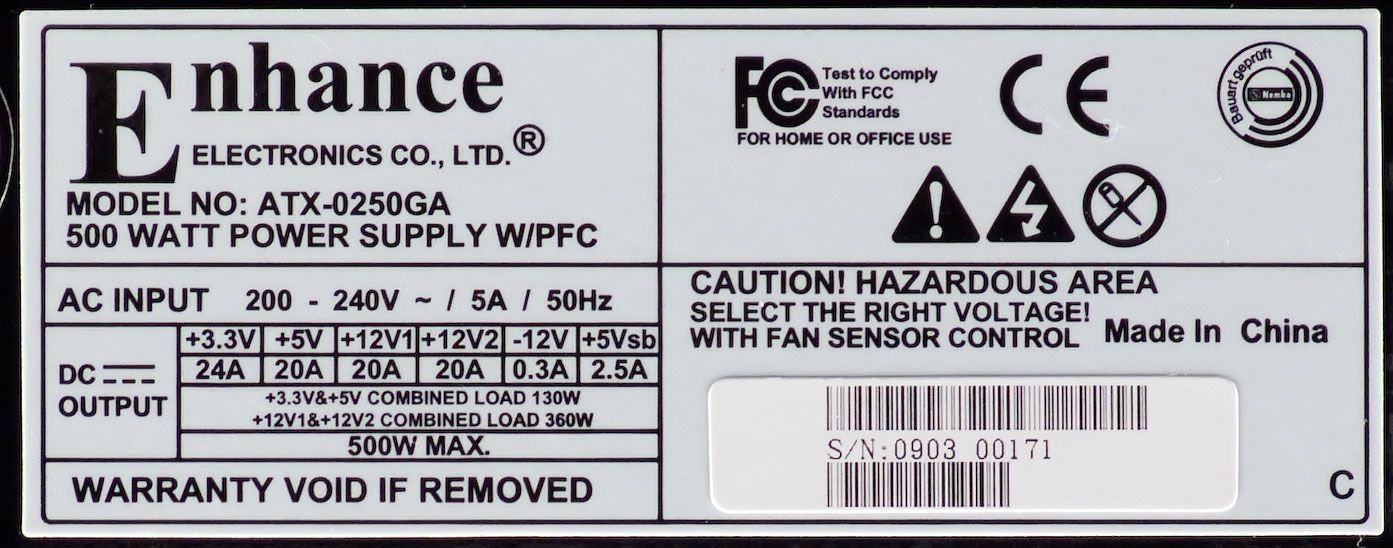 Enhance
ELECTRONICS CO., LTD.®
MODEL NO: ATX-0250GA
500 WATT POWER SUPPLY W/PFC
FC Test to Comply
With FCC
Standards
FOR HOME OR OFFICE USE
CE
Bauart geprüft
N Nemko
AC INPUT 200 - 240V ~ / 5A / 50Hz
DC OUTPUT
+3.3V +5V +12V1 +12V2 -12V +5Vsb
24A 20A 20A 20A 0.3A 2.5A
+3.3V&+5V COMBINED LOAD 130W
+12V1&+12V2 COMBINED LOAD 360W
500W MAX.
WARRANTY VOID IF REMOVED
CAUTION! HAZARDOUS AREA
SELECT THE RIGHT VOLTAGE!
WITH FAN SENSOR CONTROL
Made In China
S/N:0903 00171
C